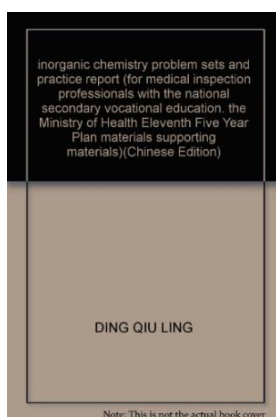 inorganic chemistry problem sets and
practice report (for medical inspection
professionals with the national
secondary vocational education. the
Ministry of Health Eleventh Five Year
Plan materials supporting
materials)(Chinese Edition)
DING QIU LING
Note: This is not the actual book cover